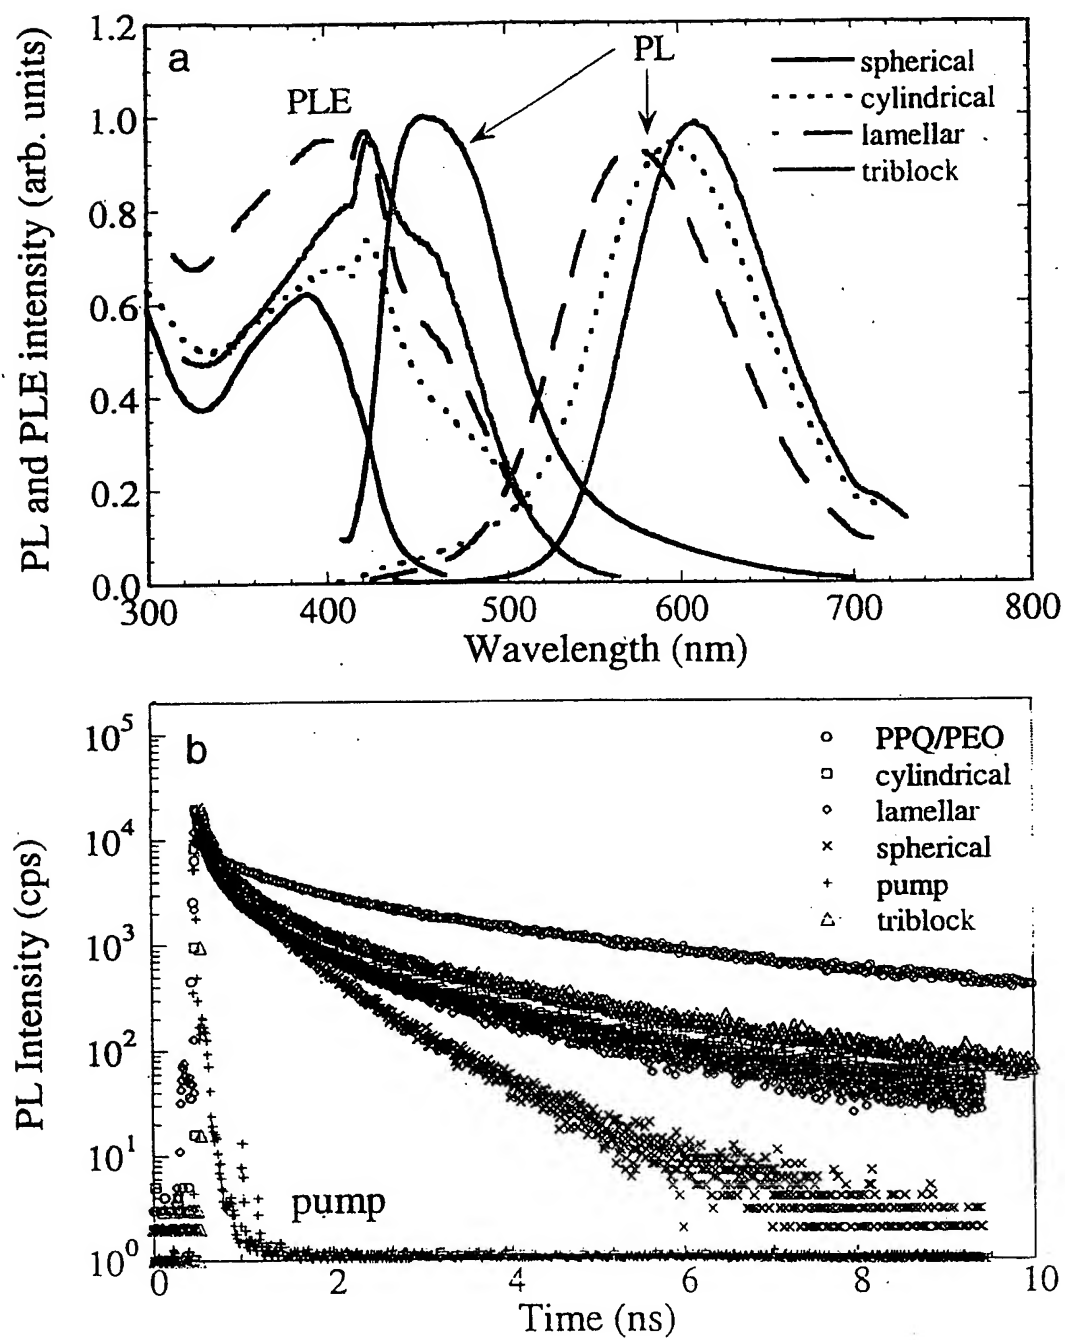 a
PLE
PL
spherical
cylindrical
lamellar
triblock
PL and PLE intensity (arb. units)
1.2
1.0
0.8
0.6
0.4
0.2
0.0
300 400 500 600 700 800
Wavelength (nm)
b
PPQ/PEO
cylindrical
lamellar
spherical
pump
triblock
PL Intensity (cps)
10⁵
10⁴
10³
10²
10¹
10⁰
pump
0 2 4 6 8 10
Time (ns)